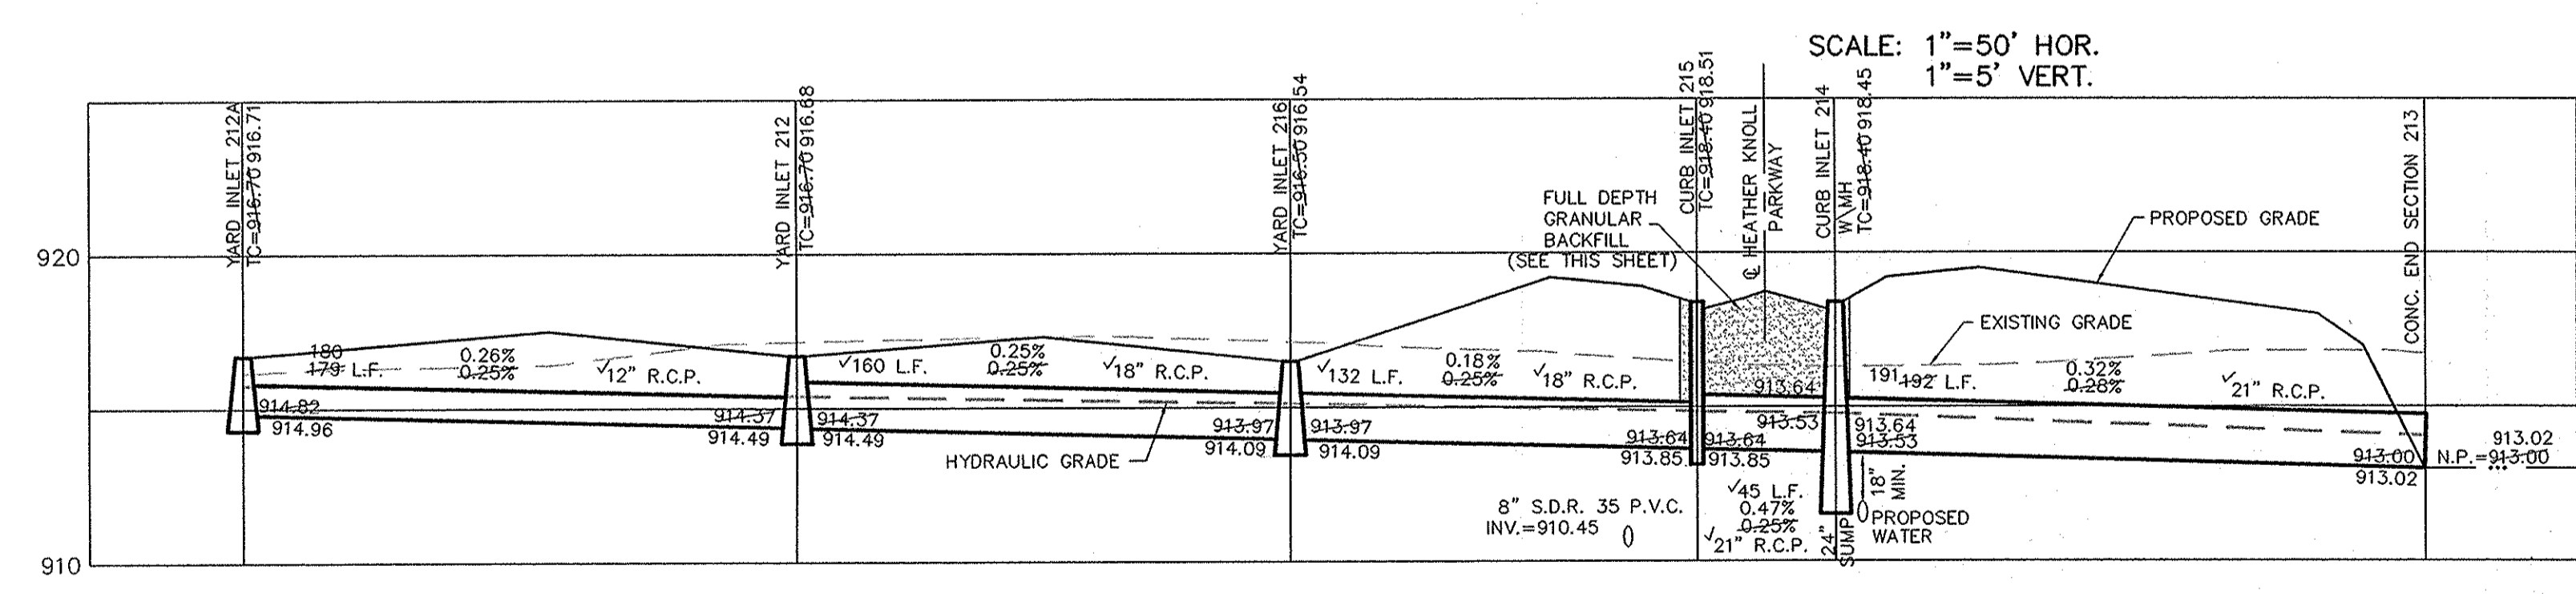 SCALE: 1"=50' HOR.
1"=5' VERT.
YARD INLET 212A
TC=916.70 916.71
YARD INLET 212
TC=916.70 916.68
YARD INLET 216
TC=916.50 916.54
CURB INLET 215
TC=918.40 918.51
℄ HEATHER KNOLL
PARKWAY
CURB INLET 214
W\MH
TC=918.40 918.45
CONC. END SECTION 213
920
FULL DEPTH
GRANULAR
BACKFILL
(SEE THIS SHEET)
PROPOSED GRADE
EXISTING GRADE
180
179 L.F.
0.26%
0.25%
✓12" R.C.P.
✓160 L.F.
0.25%
0.25%
✓18" R.C.P.
✓132 L.F.
0.18%
0.25%
✓18" R.C.P.
191 192 L.F.
0.32%
0.28%
✓21" R.C.P.
914.82
914.96
914.37
914.49
914.37
914.49
HYDRAULIC GRADE
913.97
914.09
913.97
914.09
913.64
913.85
913.64
913.85
913.64
913.53
913.64
913.53
913.00
913.02
913.02
N.P.=913.00
8" S.D.R. 35 P.V.C.
INV.=910.45
✓45 L.F.
0.47%
0.25%
✓21" R.C.P.
24"
SUMP
18"
MIN.
PROPOSED
WATER
910